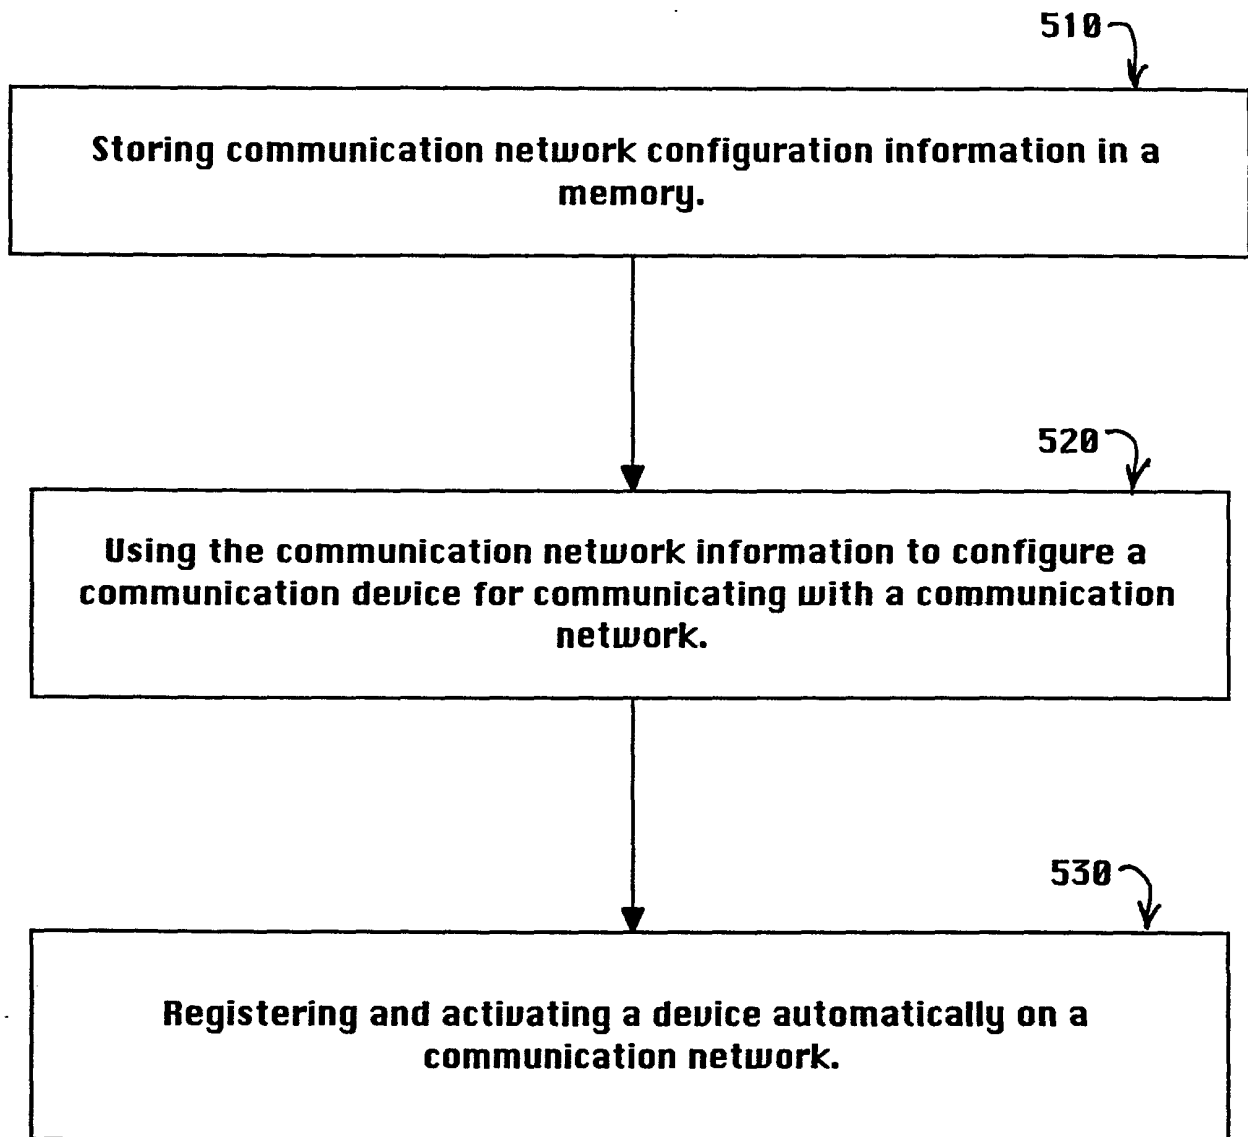 510
Storing communication network configuration information in a
memory.
520
Using the communication network information to configure a
communication device for communicating with a communication
network.
530
Registering and activating a device automatically on a
communication network.